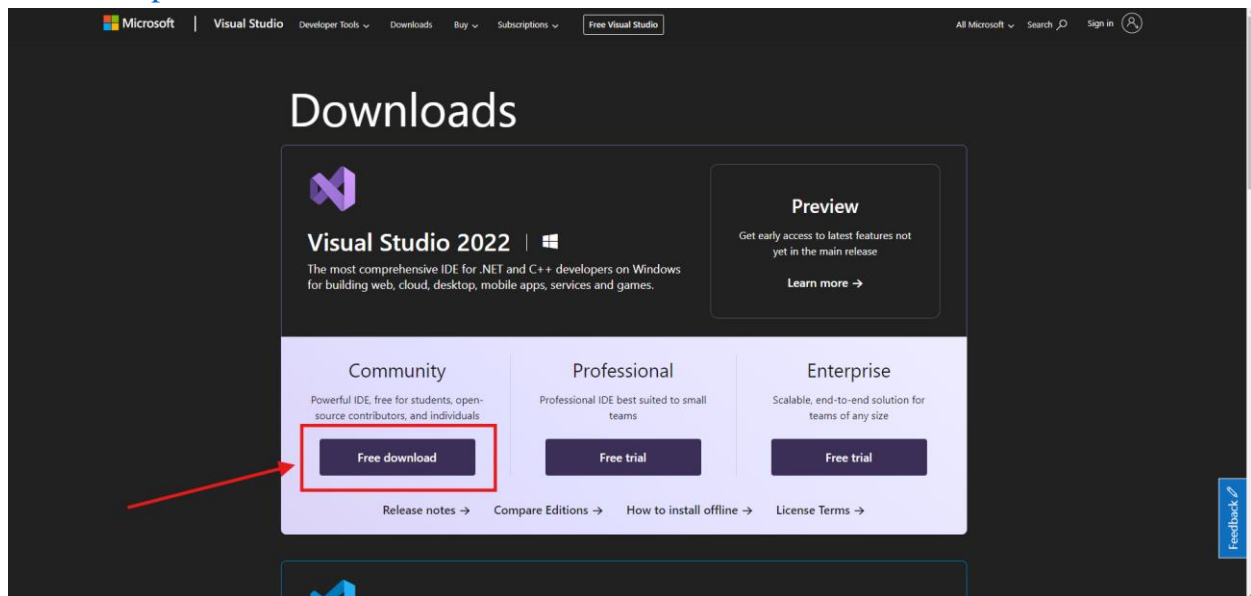 Microsoft | Visual Studio Developer Tools Downloads Buy Subscriptions Free Visual Studio All Microsoft Search Sign in
Downloads
Visual Studio 2022
The most comprehensive IDE for .NET and C++ developers on Windows
for building web, cloud, desktop, mobile apps, services and games.
Preview
Get early access to latest features not
yet in the main release
Learn more →
Community
Powerful IDE, free for students, open-
source contributors, and individuals
Free download
Professional
Professional IDE best suited to small
teams
Free trial
Enterprise
Scalable, end-to-end solution for
teams of any size
Free trial
Release notes → Compare Editions → How to install offline → License Terms →
Feedback